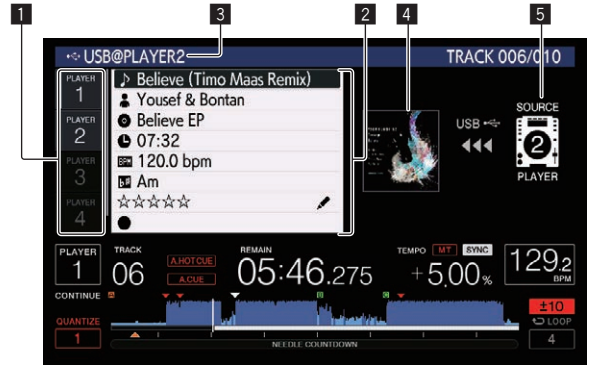 1 3 2 4 5
USB@PLAYER2 TRACK 006/010
PLAYER 1
PLAYER 2
PLAYER 3
PLAYER 4
Believe (Timo Maas Remix)
Yousef & Bontan
Believe EP
07:32
BPM 120.0 bpm
Am
☆☆☆☆☆
USB
SOURCE
2
PLAYER
PLAYER 1
TRACK 06
A.HOTCUE
A.CUE
REMAIN
05:46.275
TEMPO MT SYNC
+5.00%
129.2 BPM
CONTINUE
A B C
QUANTIZE
1
NEEDLE COUNTDOWN
±10
LOOP
4